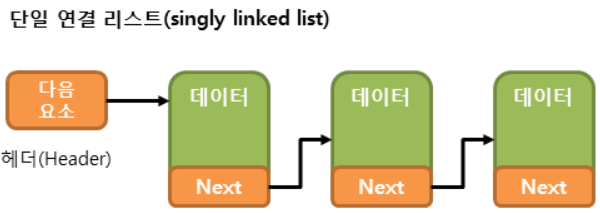 단일 연결 리스트(singly linked list)
다음
요소
데이터
데이터
데이터
헤더(Header)
Next
Next
Next